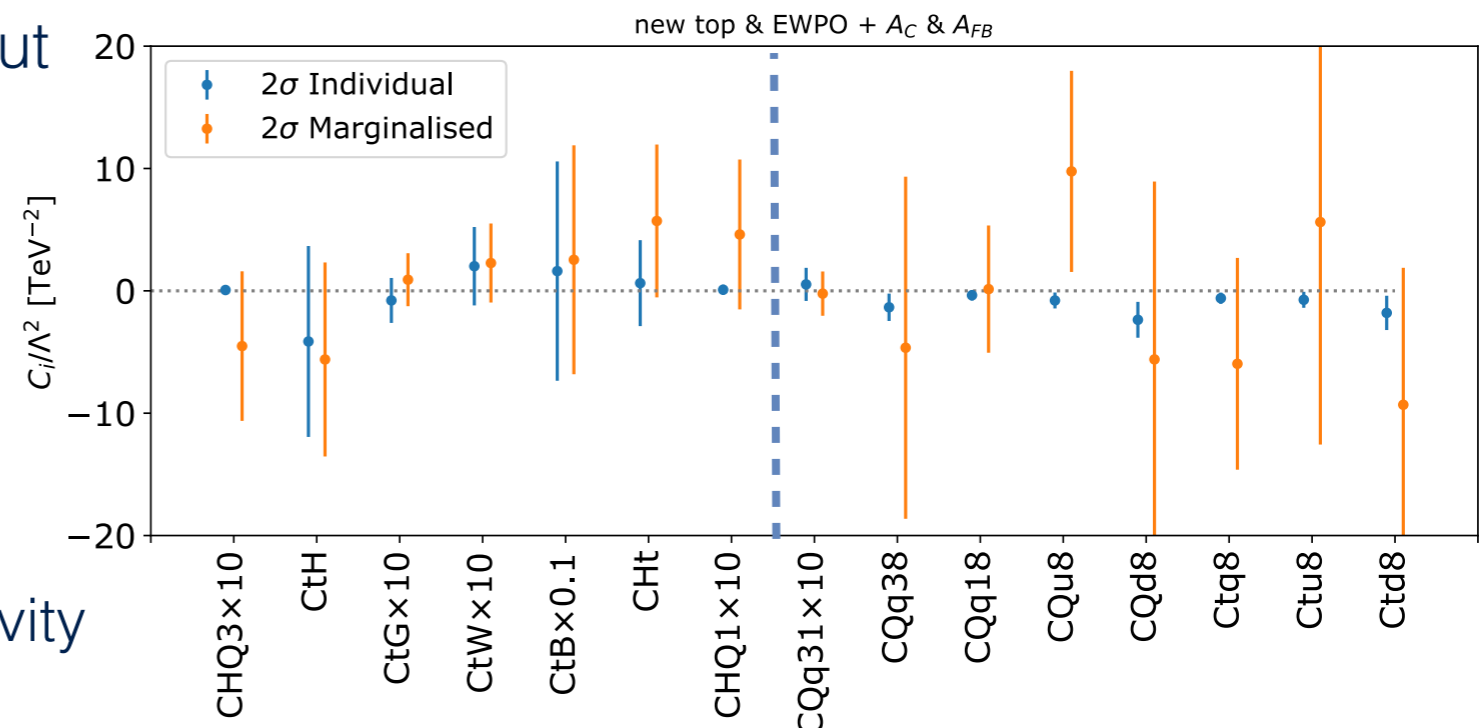 ut
vity
new top & EWPO + A_C & A_FB
20
10
0
−10
−20
C_i/Λ² [TeV⁻²]
2σ Individual
2σ Marginalised
CHQ3×10
CtH
CtG×10
CtW×10
CtB×0.1
CHt
CHQ1×10
CQq31×10
CQq38
CQq18
CQu8
CQd8
Ctq8
Ctu8
Ctd8